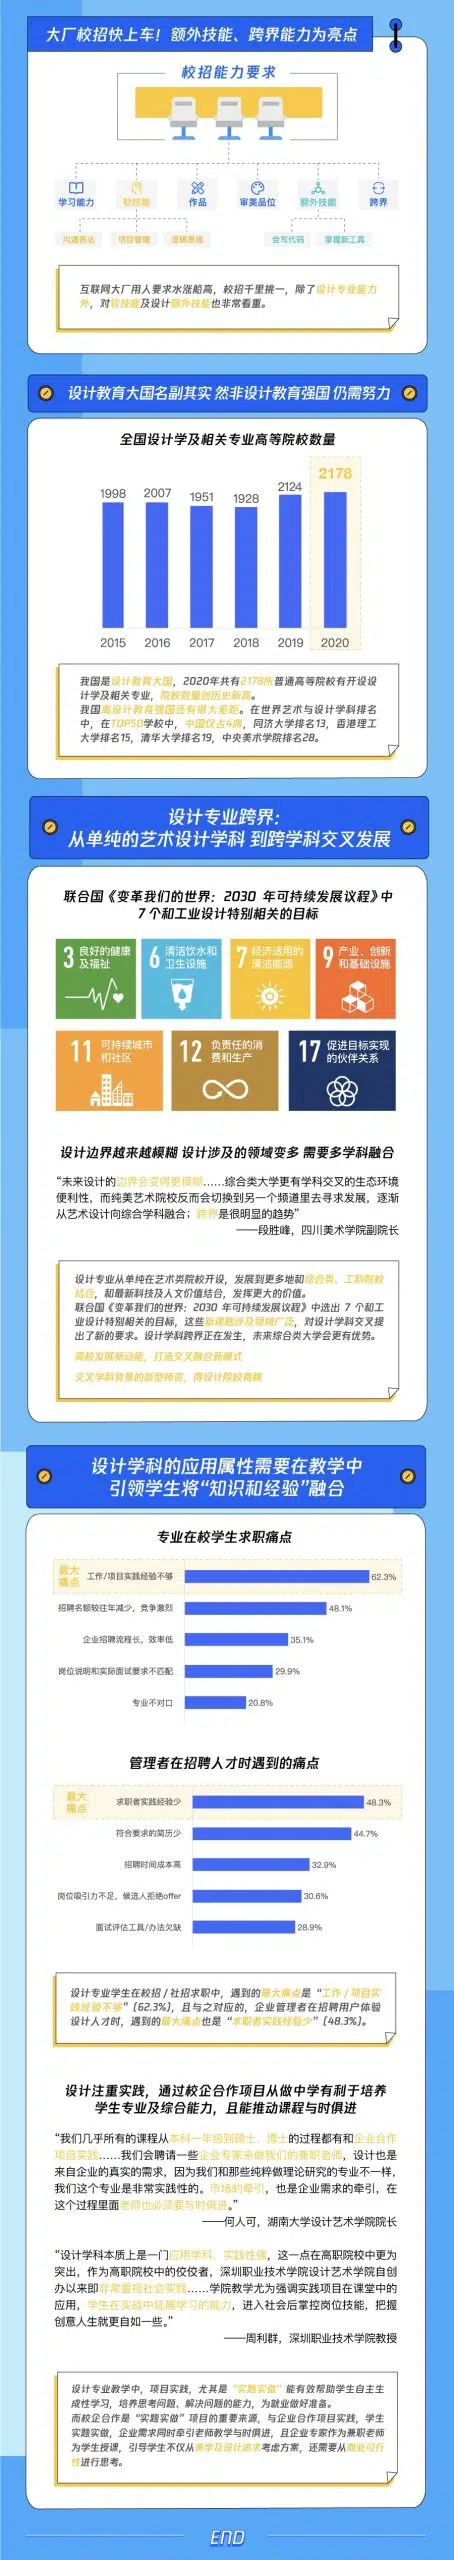 大厂校招快上车！额外技能、跨界能力为亮点
校招能力要求
学习能力 软技能 作品 审美品位 额外技能 跨界
沟通表达 项目管理 逻辑思维 会写代码 掌握新工具
互联网大厂用人要求水涨船高，校招千里挑一，除了设计专业能力
外，对软技能及设计额外技能也非常看重。
设计教育大国名副其实 然非设计教育强国 仍需努力
全国设计学及相关专业高等院校数量
1998 2007 1951 1928 2124 2178
2015 2016 2017 2018 2019 2020
我国是设计教育大国，2020年共有2178所普通高等院校有开设设
计学及相关专业，院校数量创历史新高。
我国离设计教育强国还有很大差距。在世界艺术与设计学科排名
中，在TOP50学校中，中国仅占4席，同济大学排名13，香港理工
大学排名15，清华大学排名19，中央美术学院排名28。
设计专业跨界：
从单纯的艺术设计学科 到跨学科交叉发展
联合国《变革我们的世界：2030 年可持续发展议程》中
7 个和工业设计特别相关的目标
3 良好的健康
及福祉
6 清洁饮水和
卫生设施
7 经济适用的
清洁能源
9 产业、创新
和基础设施
11 可持续城市
和社区
12 负责任的消
费和生产
17 促进目标实现
的伙伴关系
设计边界越来越模糊 设计涉及的领域变多 需要多学科融合
“未来设计的边界会变得更模糊……综合类大学更有学科交叉的生态环境
便利性，而纯美艺术院校反而会切换到另一个频道里去寻求发展，逐渐
从艺术设计向综合学科融合；跨界是很明显的趋势”
——段胜峰，四川美术学院副院长
设计专业从单纯在艺术类院校开设，发展到更多地和综合类、工科院校
结合，和最新科技及人文价值结合，发挥更大的价值。
联合国《变革我们的世界：2030 年可持续发展议程》中选出 7 个和工
业设计特别相关的目标，这些新课题涉及领域广泛，对设计学科交叉提
出了新的要求。设计学科跨界正在发生，未来综合类大学会更有优势。
高校发展新动能，打造交叉融合新模式
交叉学科背景的新型师资，得设计院校青睐
设计学科的应用属性需要在教学中
引领学生将“知识和经验”融合
专业在校学生求职痛点
最大
痛点
工作/项目实践经验不够 62.3%
招聘名额较往年减少，竞争激烈 48.1%
企业招聘流程长，效率低 35.1%
岗位说明和实际面试要求不匹配 29.9%
专业不对口 20.8%
管理者在招聘人才时遇到的痛点
最大
痛点
求职者实践经验少 48.3%
符合要求的简历少 44.7%
招聘时间成本高 32.9%
岗位吸引力不足，候选人拒绝offer 30.6%
面试评估工具/办法欠缺 28.9%
设计专业学生在校招 / 社招求职中，遇到的最大痛点是“工作 / 项目实
践经验不够”（62.3%），且与之对应的，企业管理者在招聘用户体验
设计人才时，遇到的最大痛点也是“求职者实践经验少”（48.3%）。
设计注重实践，通过校企合作项目从做中学有利于培养
学生专业及综合能力，且能推动课程与时俱进
“我们几乎所有的课程从本科一年级到硕士、博士的过程都有和企业合作
项目实践……我们会聘请一些企业专家来做我们的兼职老师，设计也是
来自企业的真实的需求，因为我们和那些纯粹做理论研究的专业不一样，
我们这个专业是非常实践性的。市场的牵引，也是企业需求的牵引，在
这个过程里面老师也必须要与时俱进。”
——何人可，湖南大学设计艺术学院院长
“设计学科本质上是一门应用学科，实践性强，这一点在高职院校中更为
突出，作为高职院校中的佼佼者，深圳职业技术学院设计艺术学院自创
办以来即非常重视社会实践……学院教学尤为强调实践项目在课堂中的
应用，学生在实战中延展学习的能力，进入社会后掌控岗位技能，把握
创意人生就更自如一些。”
——周利群，深圳职业技术学院教授
设计专业教学中，项目实践，尤其是“实题实做”能有效帮助学生自主生
成性学习，培养思考问题、解决问题的能力，为就业做好准备。
而校企合作是“实题实做”项目的重要来源，与企业合作项目实践，学生
实题实做，企业需求同时牵引老师教学与时俱进，且企业专家作为兼职老师
为学生授课，引导学生不仅从美学及设计追求考虑方案，还需要从商业可行
性进行思考。
END